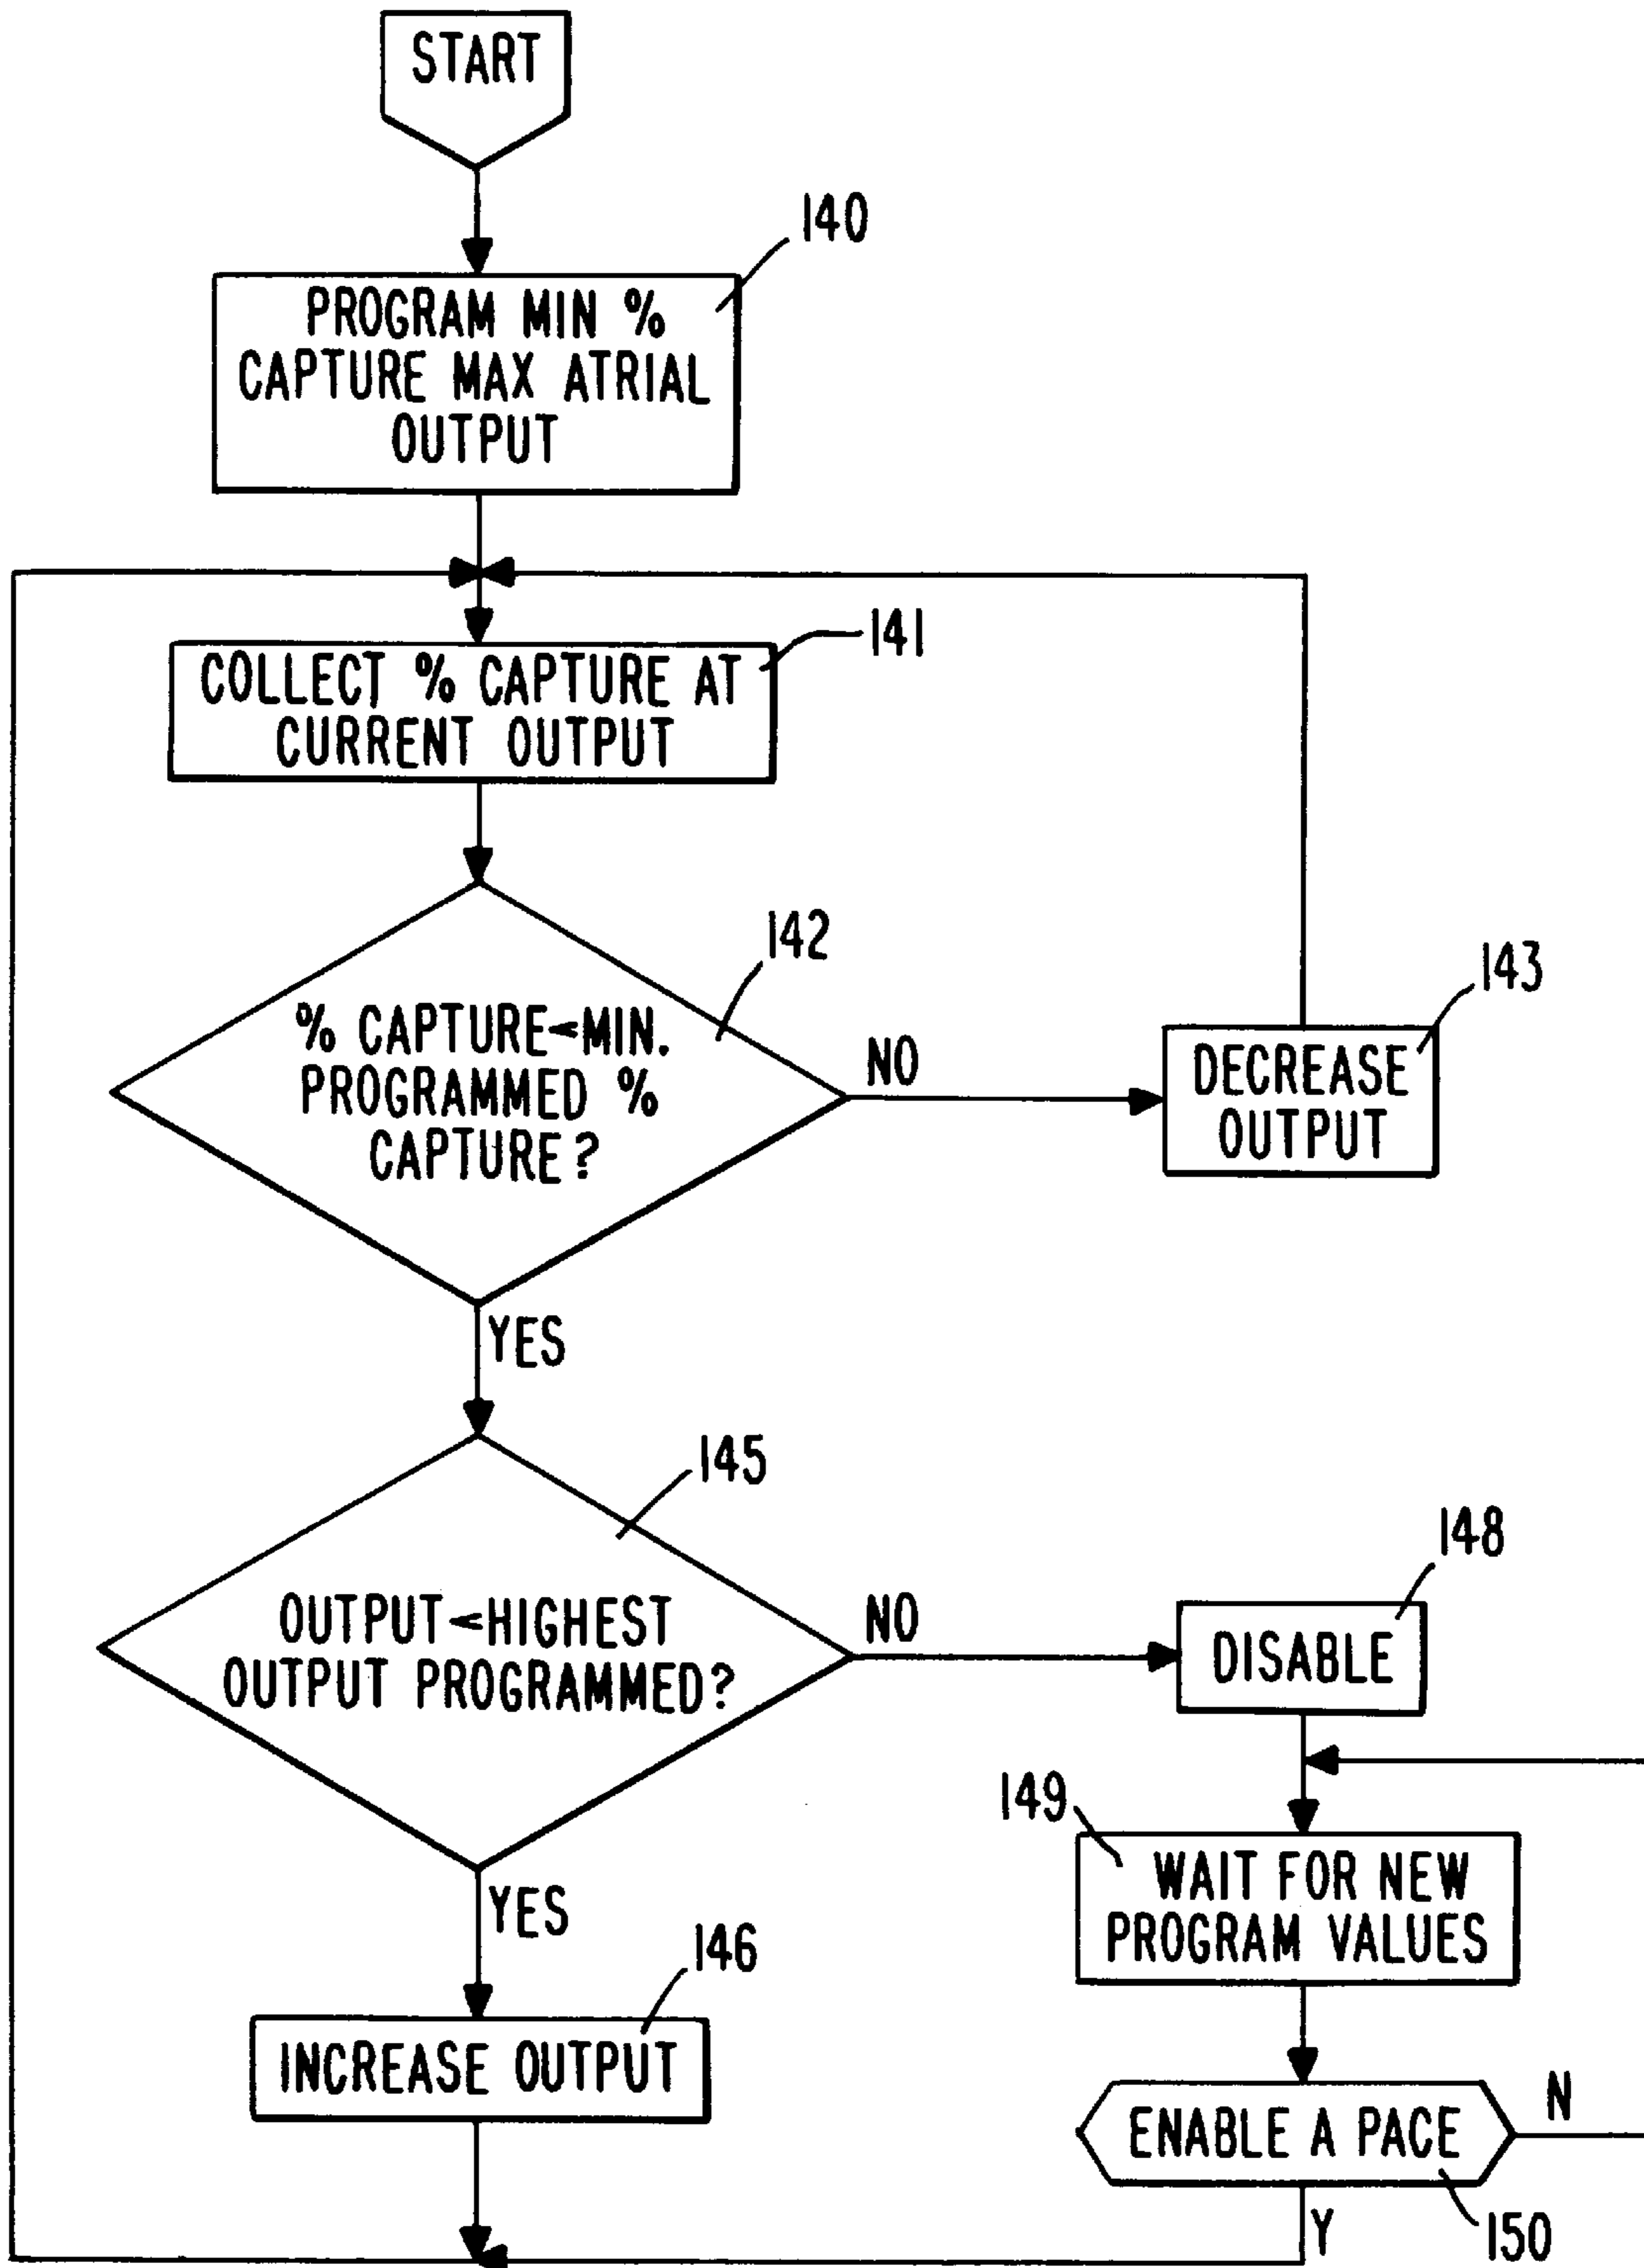 START
140
PROGRAM MIN %
CAPTURE MAX ATRIAL
OUTPUT
141
COLLECT % CAPTURE AT
CURRENT OUTPUT
142
% CAPTURE<MIN.
PROGRAMMED %
CAPTURE?
NO
143
DECREASE
OUTPUT
YES
145
OUTPUT<HIGHEST
OUTPUT PROGRAMMED?
NO
148
DISABLE
149
WAIT FOR NEW
PROGRAM VALUES
YES
146
INCREASE OUTPUT
ENABLE A PACE
N
150
Y